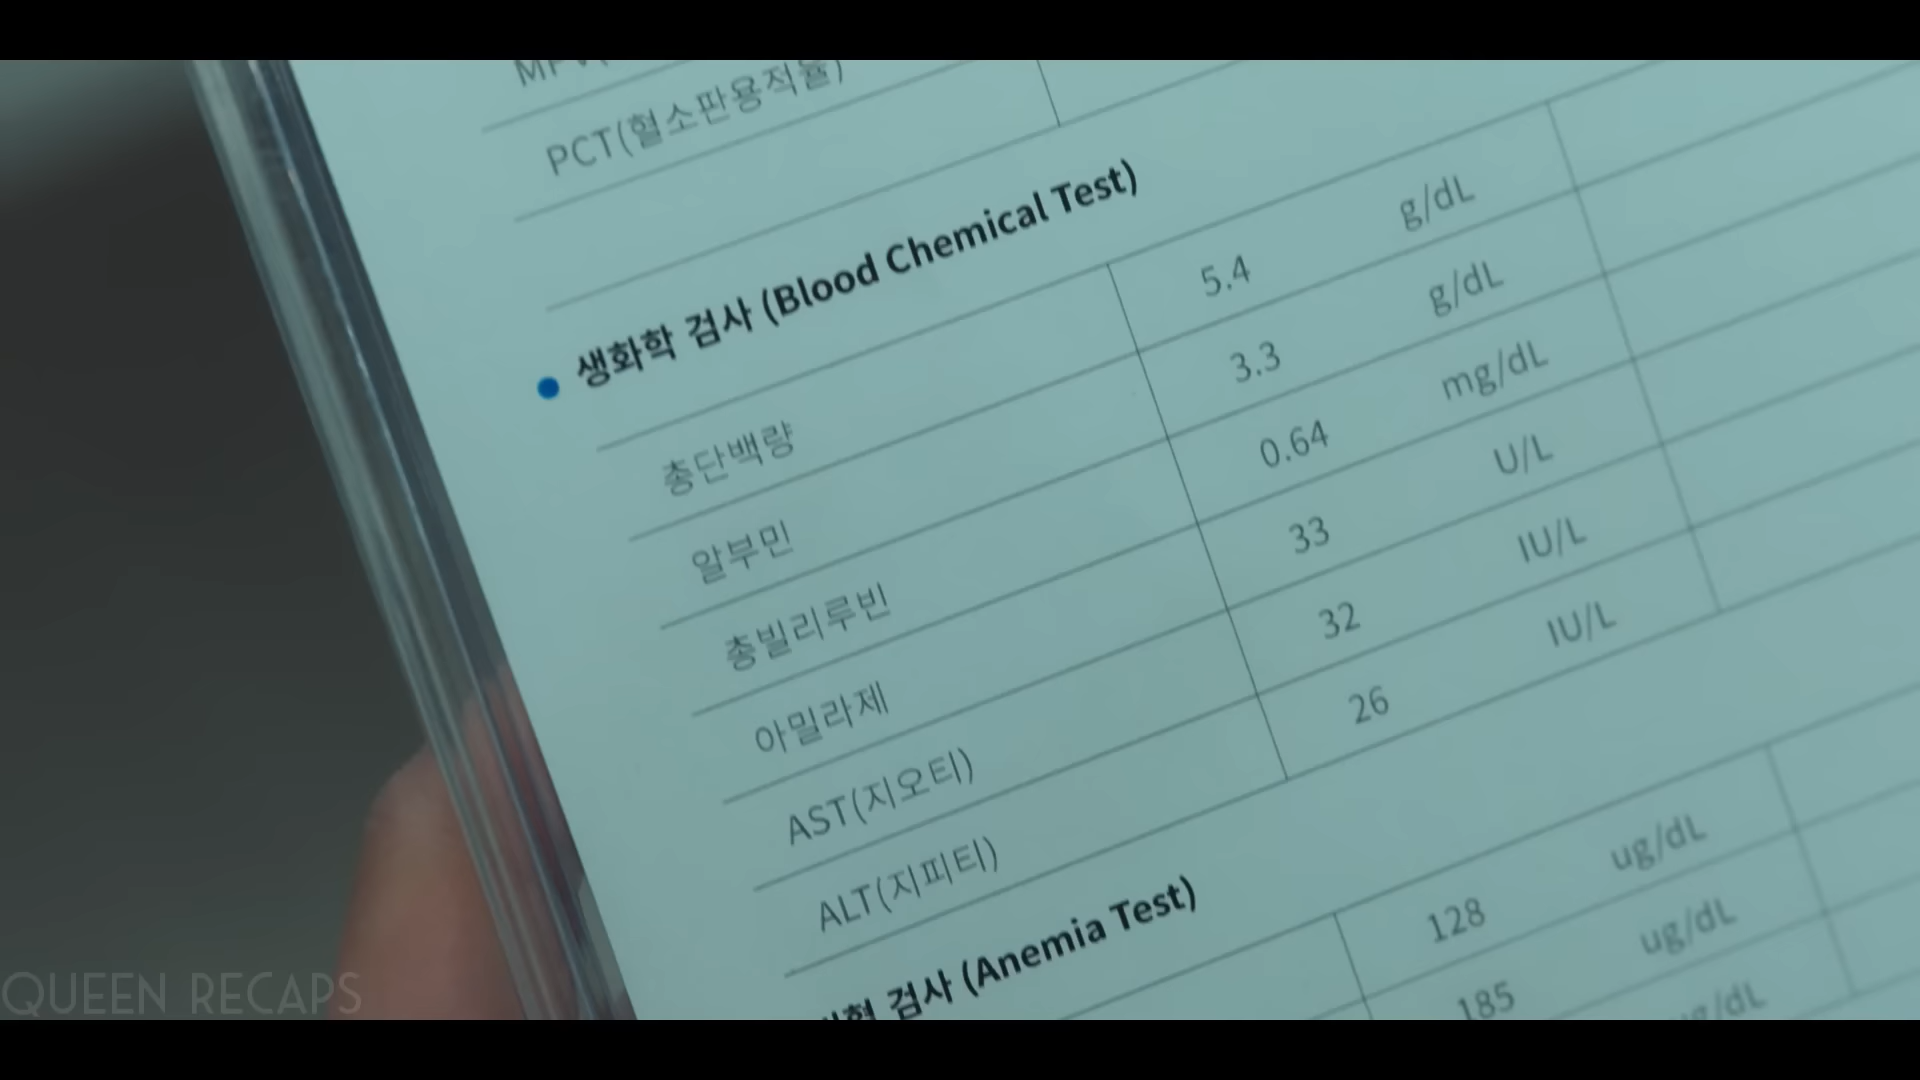 PCT(혈소판용적율)
생화학 검사 (Blood Chemical Test)
총단백량 5.4 g/dL
알부민 3.3 g/dL
총빌리루빈 0.64 mg/dL
아밀라제 33 U/L
AST(지오티) 32 IU/L
ALT(지피티) 26 IU/L
검사 (Anemia Test)
128 ug/dL
185 ug/dL
ug/dL
QUEEN RECAPS